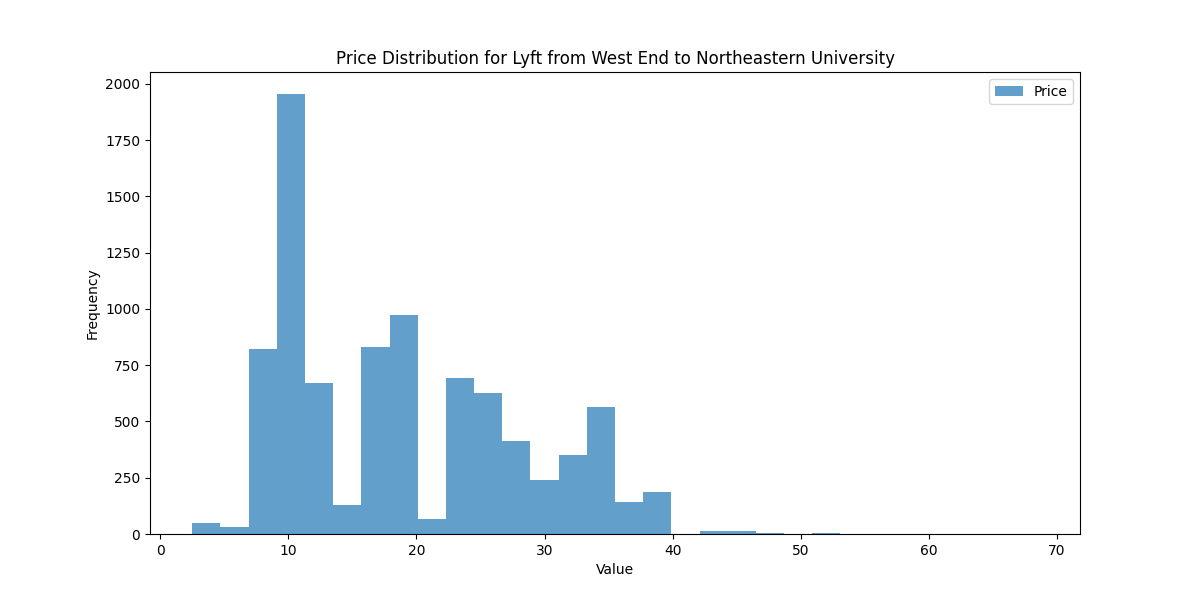 Price Distribution for Lyft from West End to Northeastern University
Price
2000
1750
1500
1250
1000
750
500
250
0
Frequency
0 10 20 30 40 50 60 70
Value